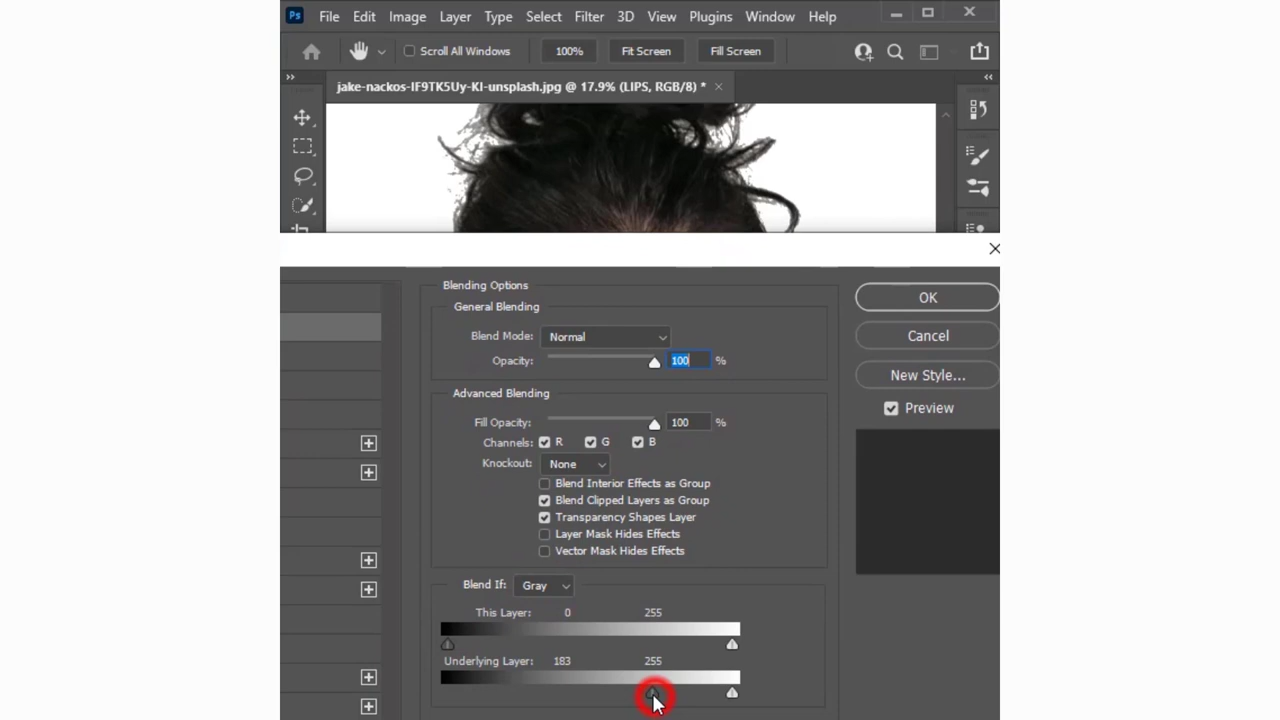 Ps File Edit Image Layer Type Select Filter 3D View Plugins Window Help
Scroll All Windows 100% Fit Screen Fill Screen
jake-nackos-IF9TK5Uy-KI-unsplash.jpg @ 17.9% (LIPS, RGB/8) *
Blending Options
General Blending
Blend Mode: Normal
Opacity: 100 %
Advanced Blending
Fill Opacity: 100 %
Channels: R G B
Knockout: None
Blend Interior Effects as Group
Blend Clipped Layers as Group
Transparency Shapes Layer
Layer Mask Hides Effects
Vector Mask Hides Effects
Blend If: Gray
This Layer: 0 255
Underlying Layer: 183 255
OK
Cancel
New Style...
Preview